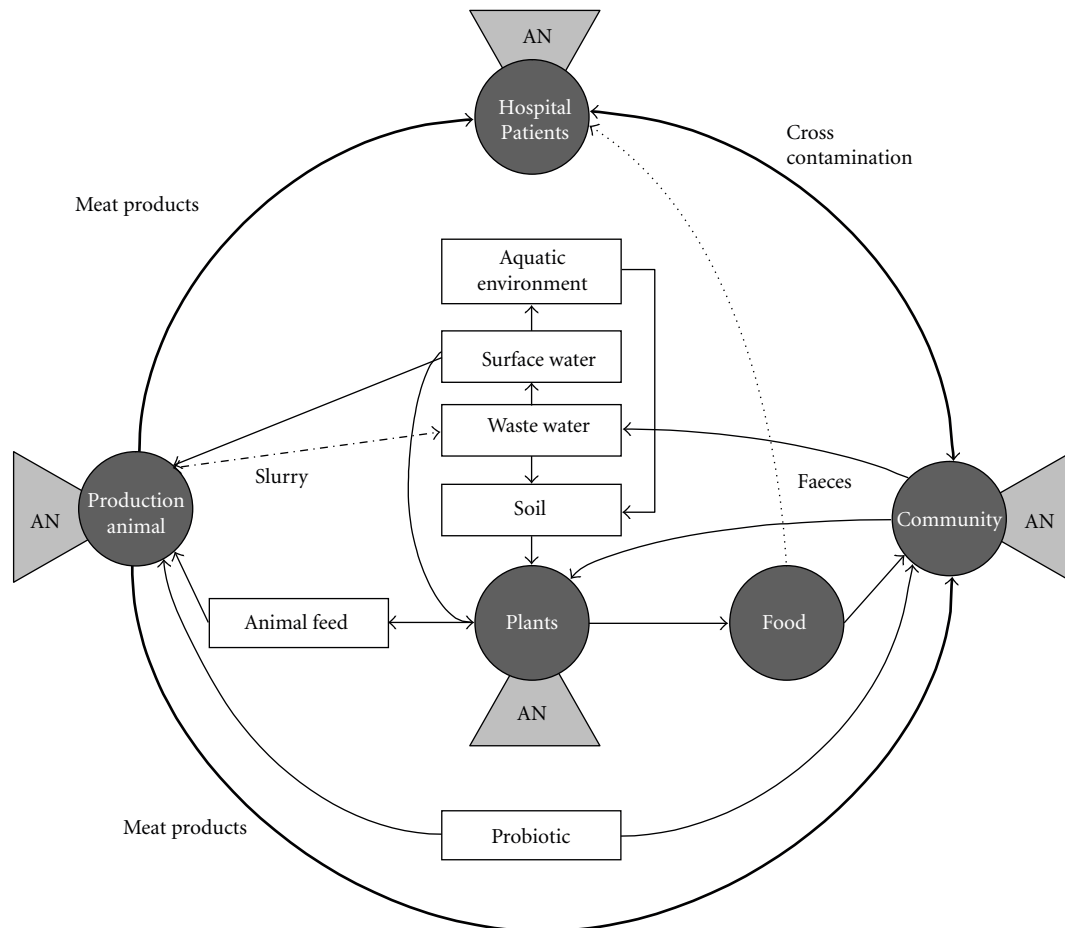 AN
Hospital
Patients
Cross
contamination
Meat products
Aquatic
environment
Surface water
Waste water
Slurry
Faeces
Production
animal
AN
Soil
Community
AN
Animal feed
Plants
Food
AN
Meat products
Probiotic